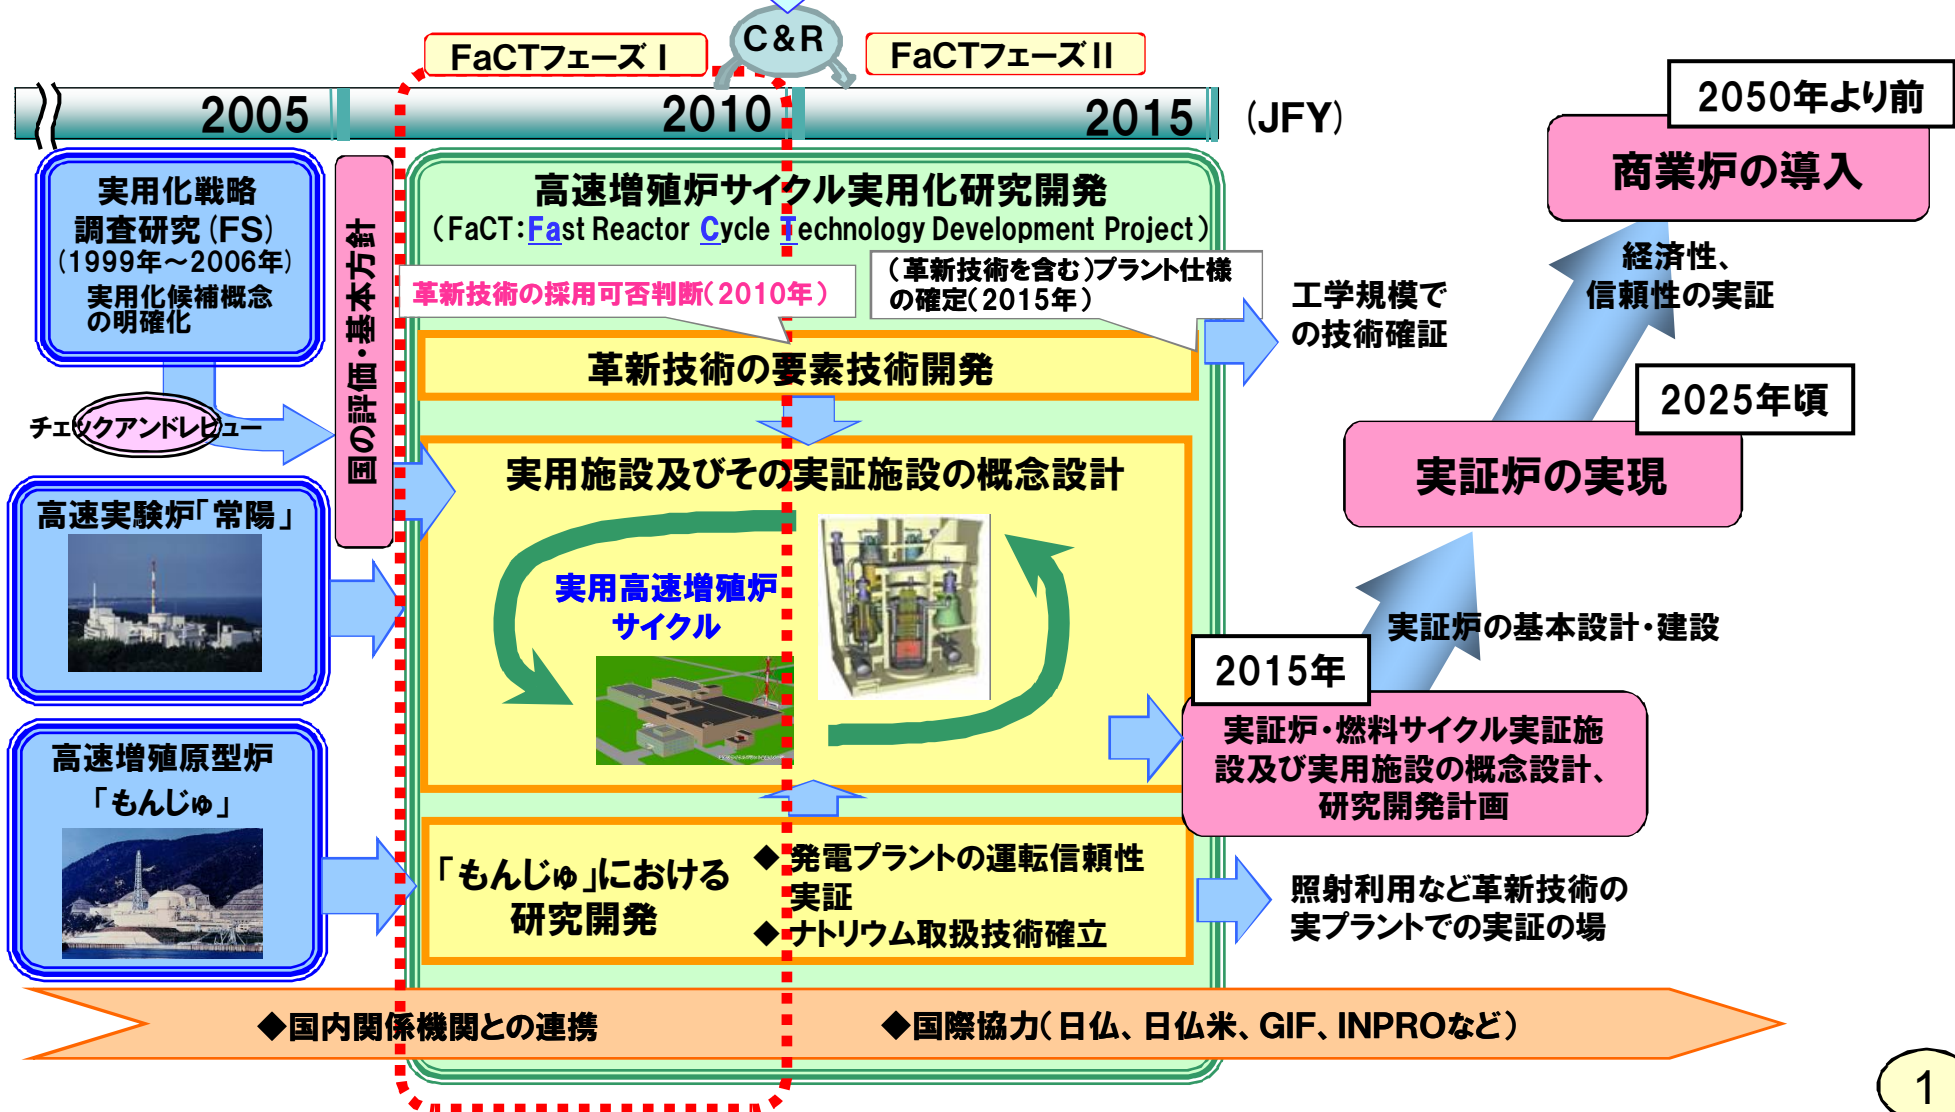 C&R
FaCTフェーズⅠ
FaCTフェーズⅡ
2005
2010
2015
(JFY)
実用化戦略
調査研究(FS)
(1999年~2006年)
実用化候補概念
の明確化
チェックアンドレビュー
国の評価・基本方針
高速実験炉「常陽」
高速増殖原型炉
「もんじゅ」
高速増殖炉サイクル実用化研究開発
(FaCT:Fast Reactor Cycle Technology Development Project)
革新技術の採用可否判断(2010年)
(革新技術を含む)プラント仕様
の確定(2015年)
革新技術の要素技術開発
実用施設及びその実証施設の概念設計
実用高速増殖炉
サイクル
「もんじゅ」における
研究開発
◆発電プラントの運転信頼性
実証
◆ナトリウム取扱技術確立
工学規模で
の技術確証
2050年より前
商業炉の導入
経済性、
信頼性の実証
2025年頃
実証炉の実現
実証炉の基本設計・建設
2015年
実証炉・燃料サイクル実証施
設及び実用施設の概念設計、
研究開発計画
照射利用など革新技術の
実プラントでの実証の場
◆国内関係機関との連携
◆国際協力(日仏、日仏米、GIF、INPROなど)
1